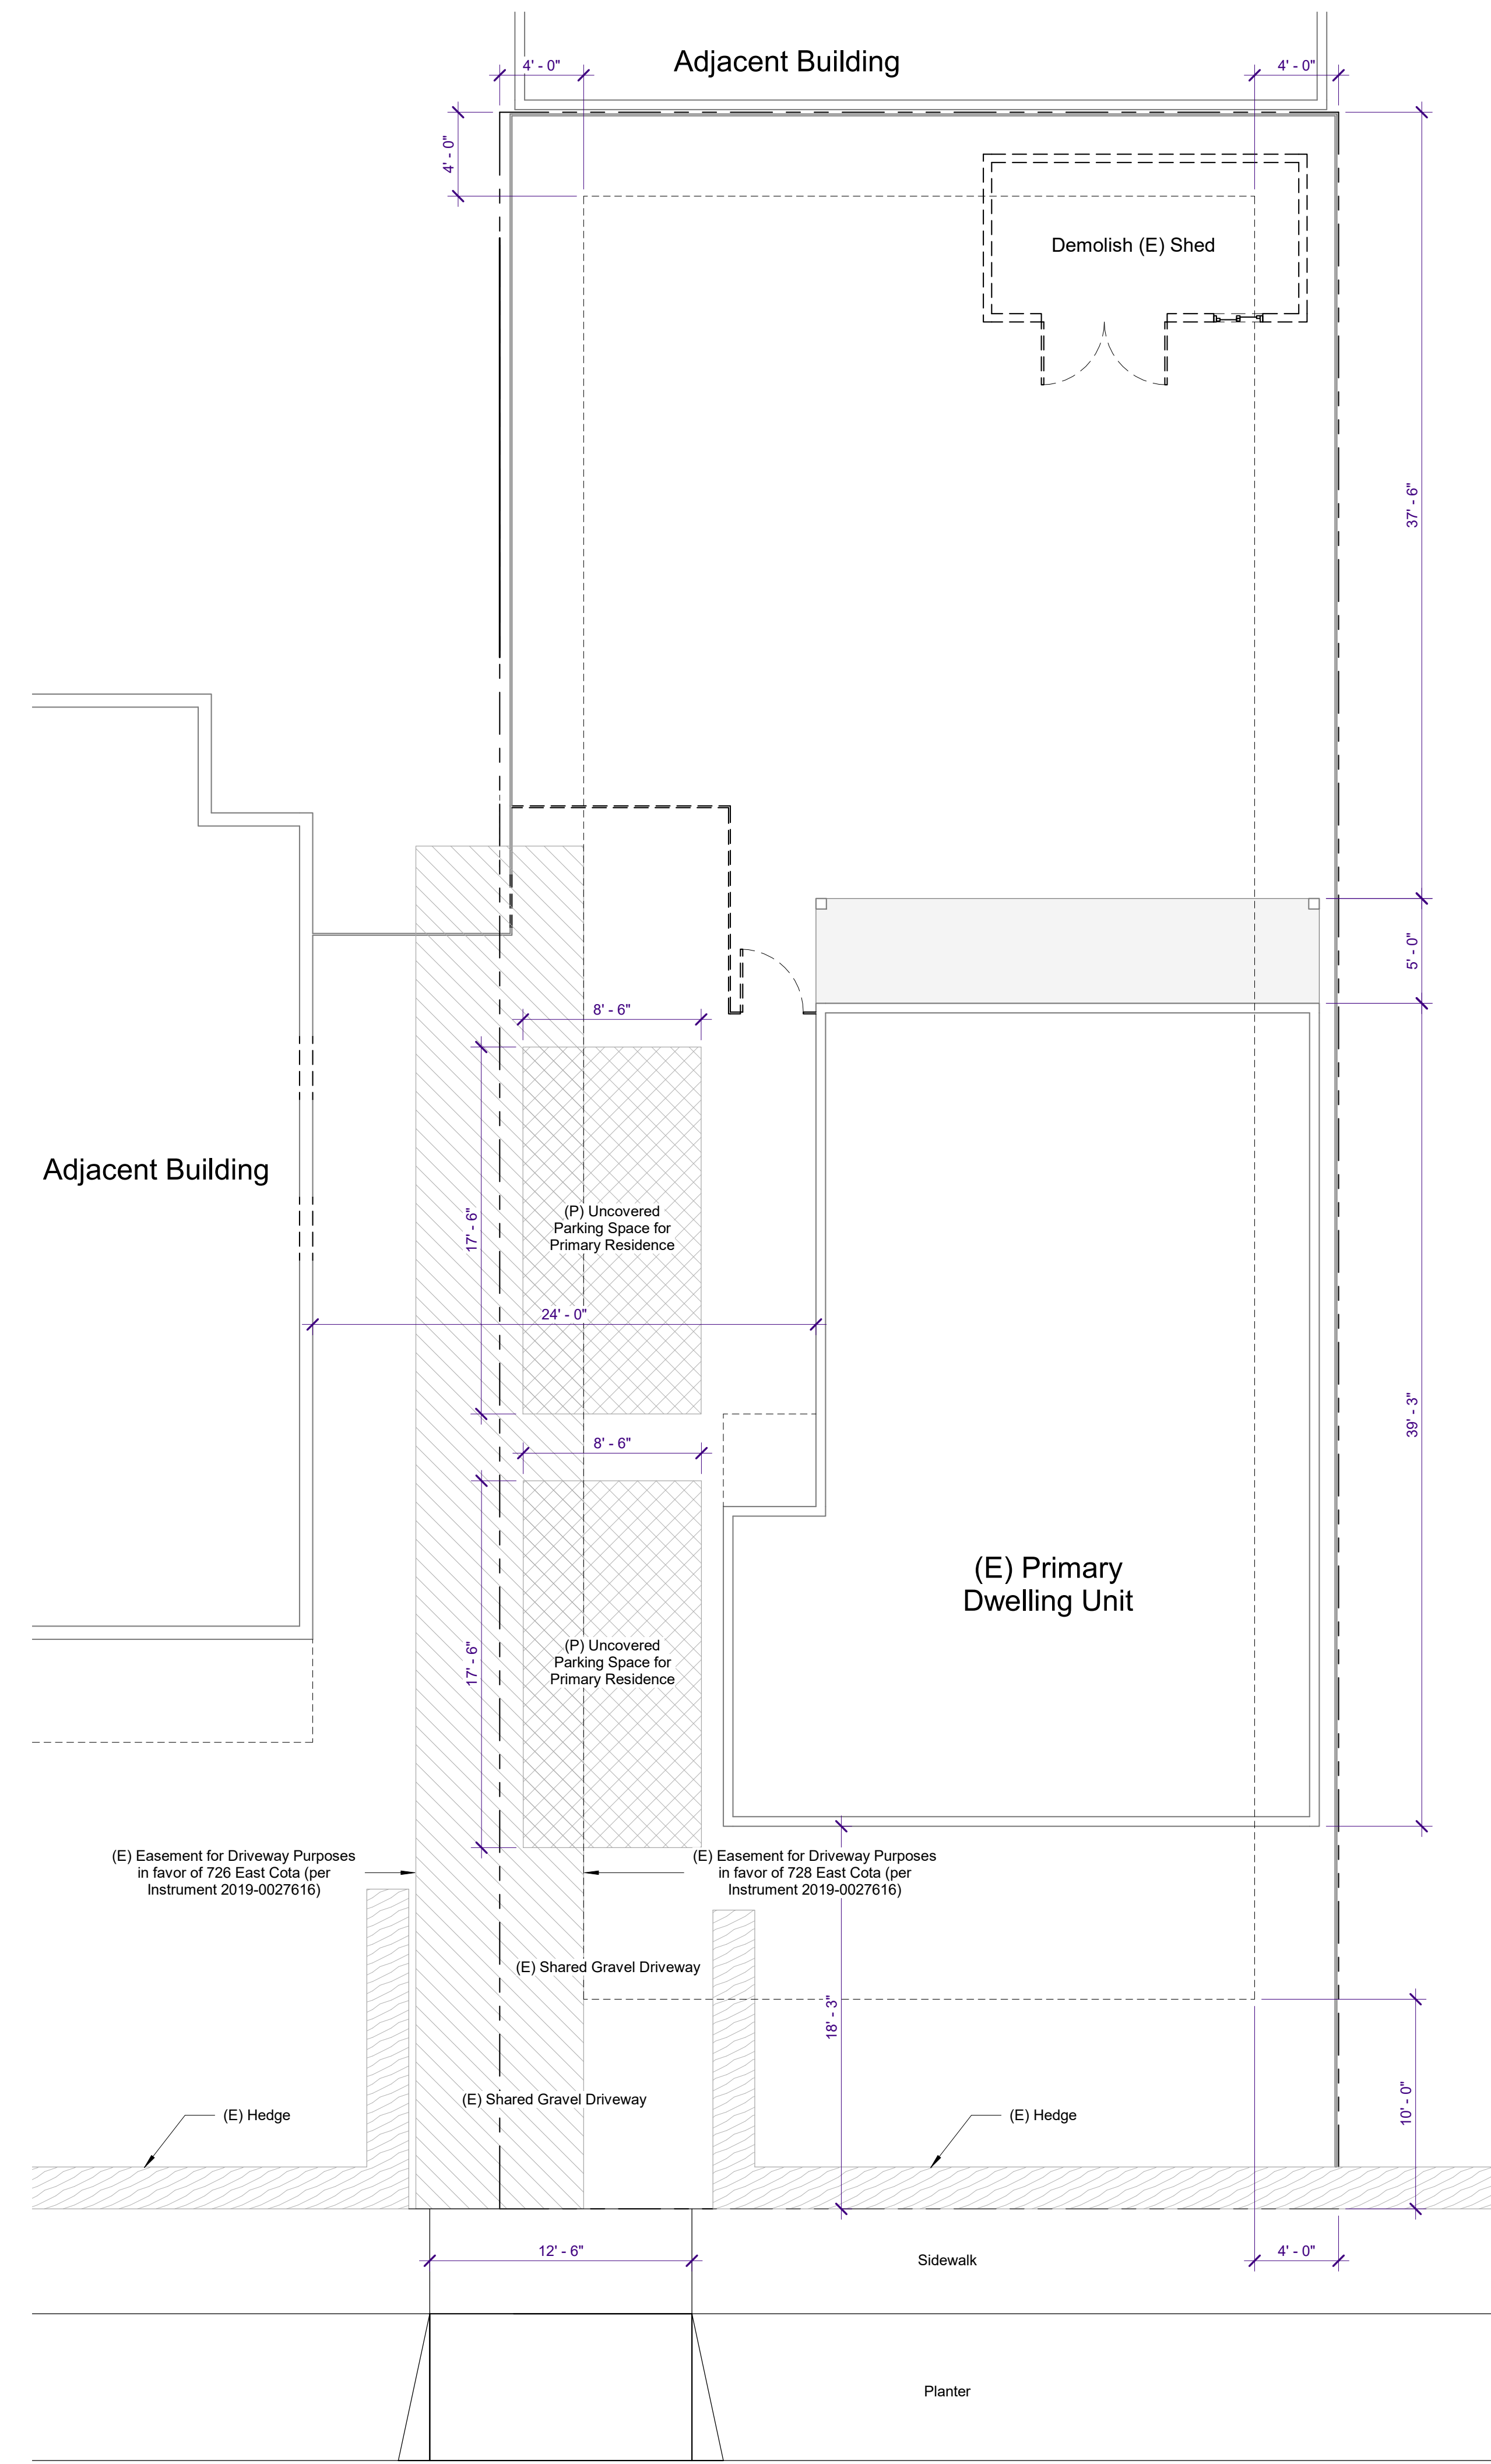 Adjacent Building
4' - 0"
4' - 0"
4' - 0"
Demolish (E) Shed
37' - 6"
5' - 0"
8' - 6"
Adjacent Building
17' - 6"
(P) Uncovered
Parking Space for
Primary Residence
24' - 0"
39' - 3"
8' - 6"
(E) Primary
Dwelling Unit
17' - 6"
(P) Uncovered
Parking Space for
Primary Residence
(E) Easement for Driveway Purposes
in favor of 726 East Cota (per
Instrument 2019-0027616)
(E) Easement for Driveway Purposes
in favor of 728 East Cota (per
Instrument 2019-0027616)
(E) Shared Gravel Driveway
18' - 3"
(E) Shared Gravel Driveway
10' - 0"
(E) Hedge
(E) Hedge
12' - 6"
Sidewalk
4' - 0"
Planter